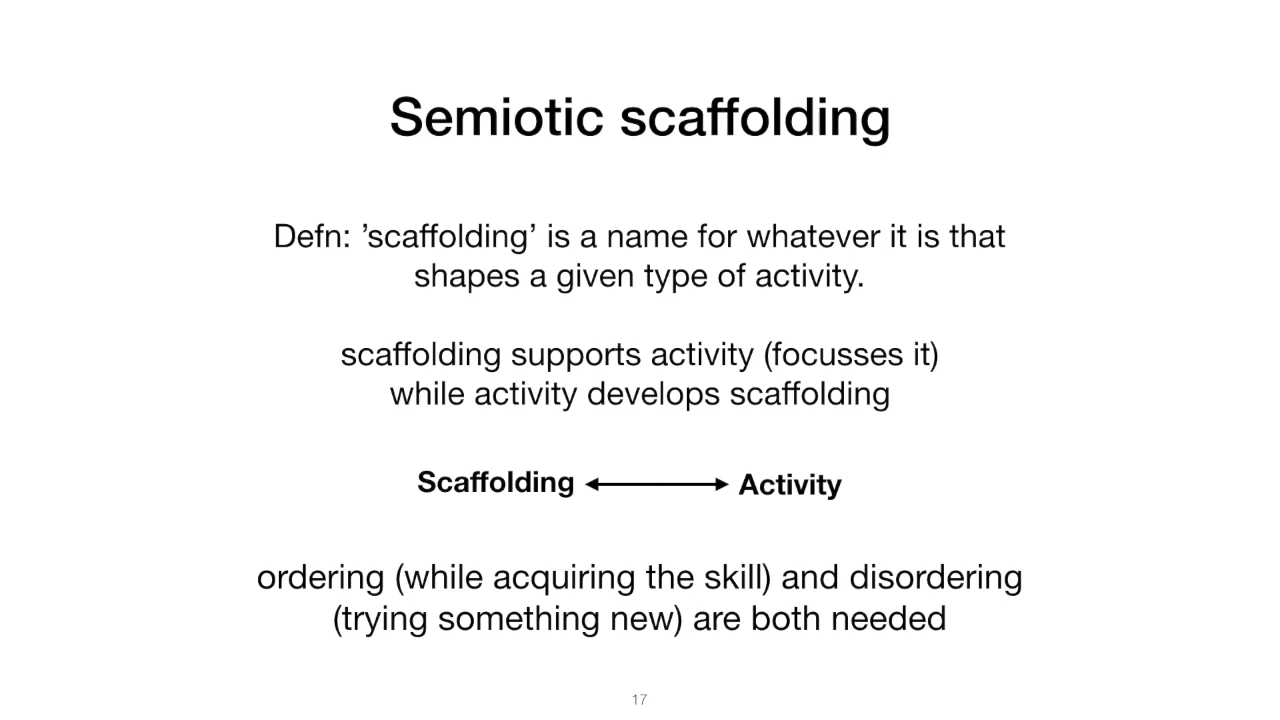 Semiotic scaffolding
Defn: ’scaffolding’ is a name for whatever it is that
shapes a given type of activity.
scaffolding supports activity (focusses it)
while activity develops scaffolding
Scaffolding Activity
ordering (while acquiring the skill) and disordering
(trying something new) are both needed
17